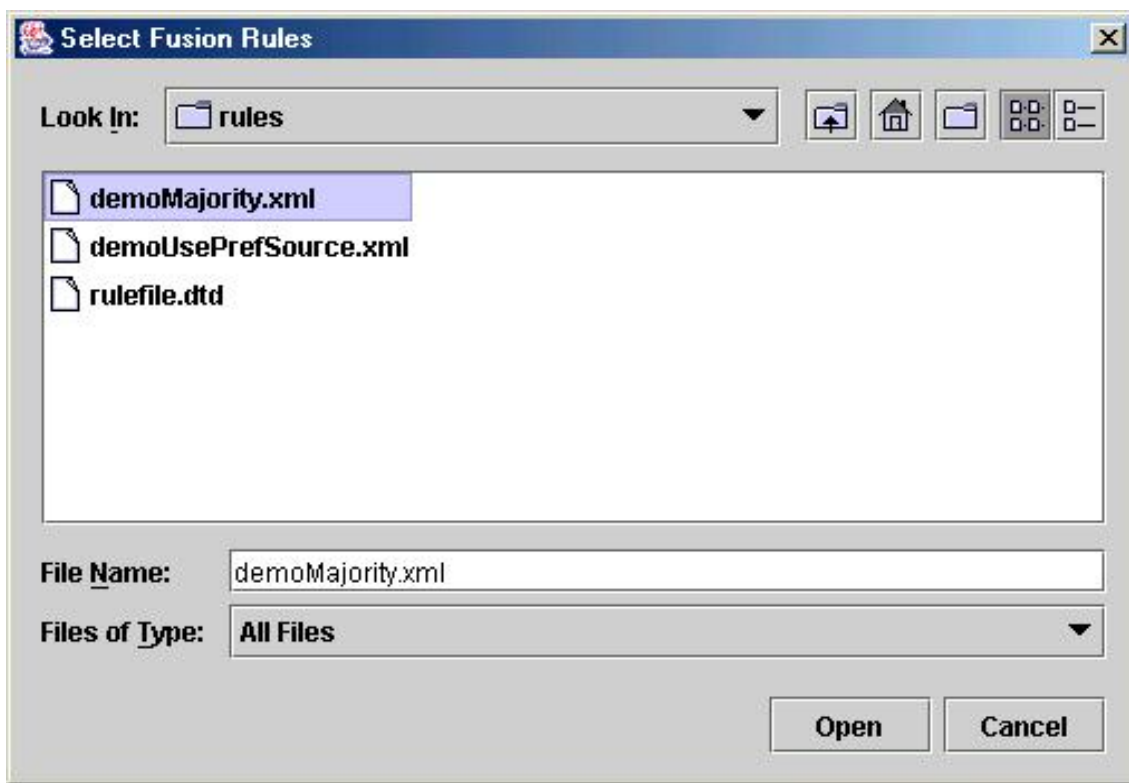 Select Fusion Rules
Look In: rules
demoMajority.xml
demoUsePrefSource.xml
rulefile.dtd
File Name: demoMajority.xml
Files of Type: All Files
Open Cancel